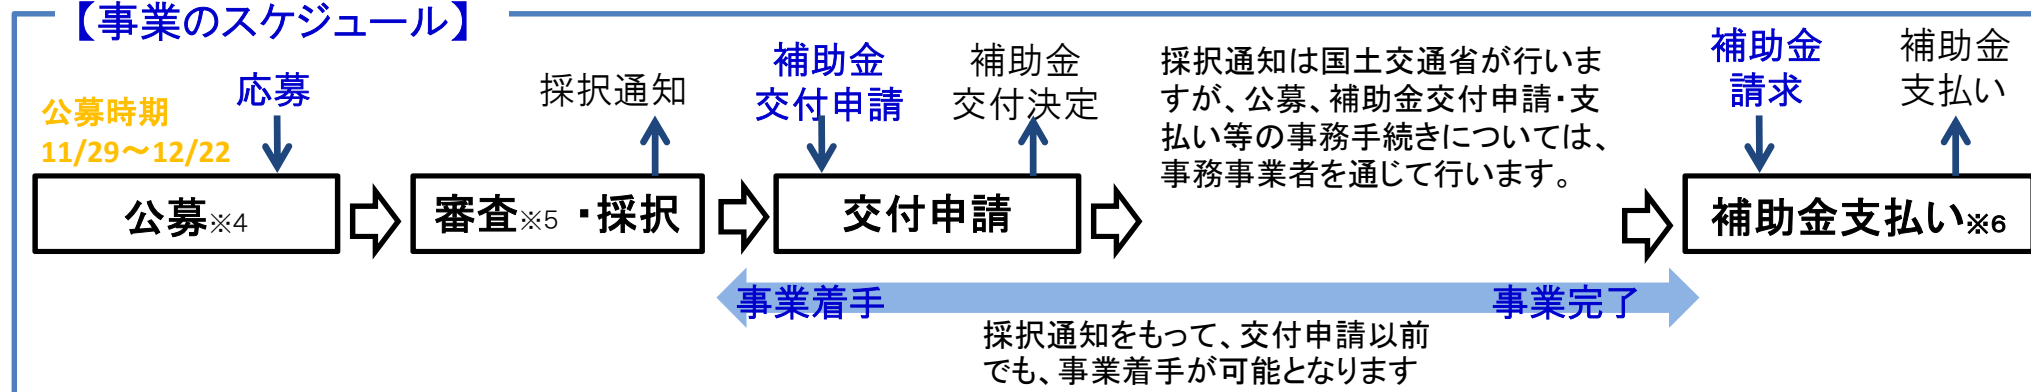 【事業のスケジュール】
公募時期
11/29～12/22
応募
採択通知
補助金
交付申請
補助金
交付決定
採択通知は国土交通省が行いま
すが、公募、補助金交付申請・支
払い等の事務手続きについては、
事務事業者を通じて行います。
補助金
請求
補助金
支払い
公募※4
審査※5 ・採択
交付申請
補助金支払い※6
事業着手
事業完了
採択通知をもって、交付申請以前
でも、事業着手が可能となります